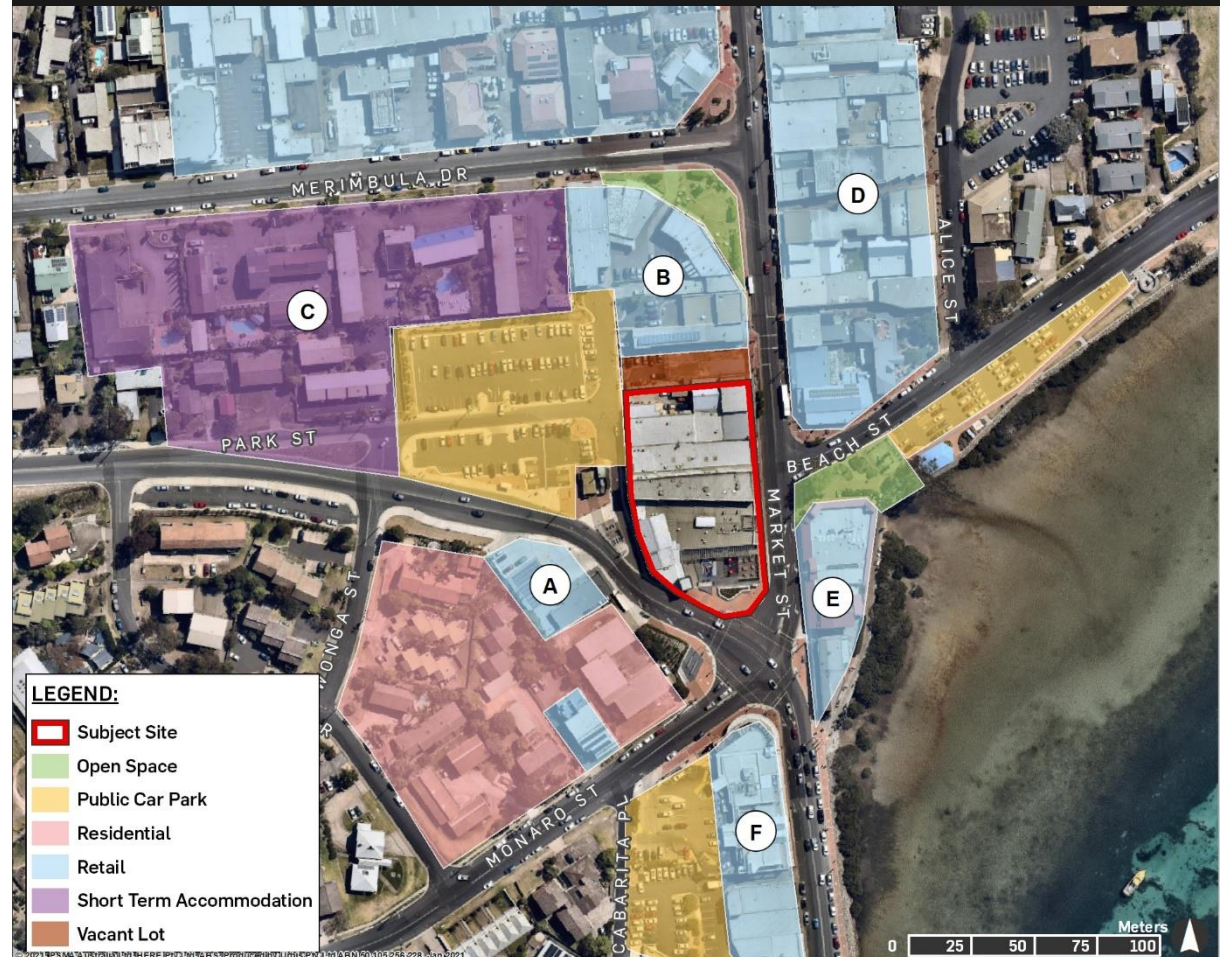 MERIMBULA DR
D
B
ALICE ST
C
PARK ST
BEACH ST
MARKET ST
A
E
WONGA ST
MONARO ST
F
CABARITA PL
LEGEND:
Subject Site
Open Space
Public Car Park
Residential
Retail
Short Term Accommodation
Vacant Lot
Meters
0 25 50 75 100